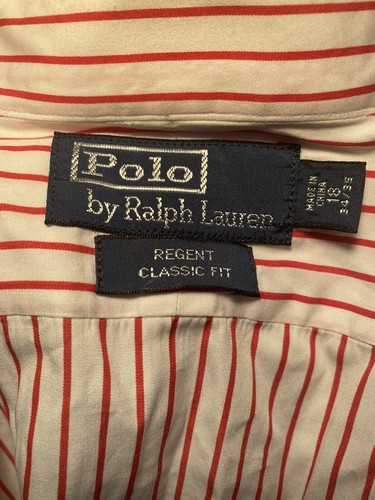 Polo
by Ralph Lauren
MADE IN
CHINA
18
34/35
REGENT
CLASSIC FIT